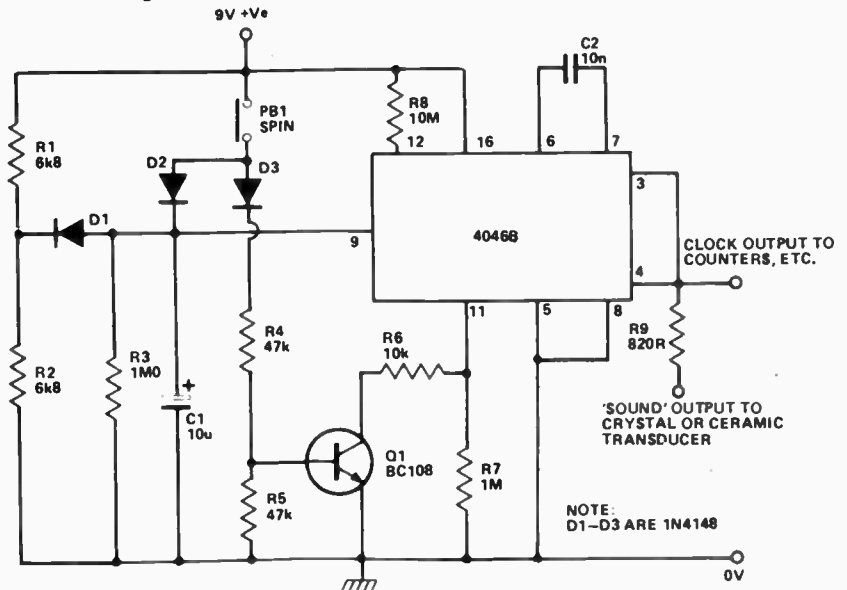 9V +Ve
C2
10n
PB1
SPIN
R8
10M
12
16
6
7
R1
6k8
D2
D3
3
D1
9
4046B
CLOCK OUTPUT TO
COUNTERS, ETC.
4
11
5
8
R4
47k
R6
10k
R9
820R
R2
6k8
R3
1M0
+
C1
10u
'SOUND' OUTPUT TO
CRYSTAL OR CERAMIC
TRANSDUCER
Q1
BC108
R7
1M
R5
47k
NOTE:
D1–D3 ARE 1N4148
0V